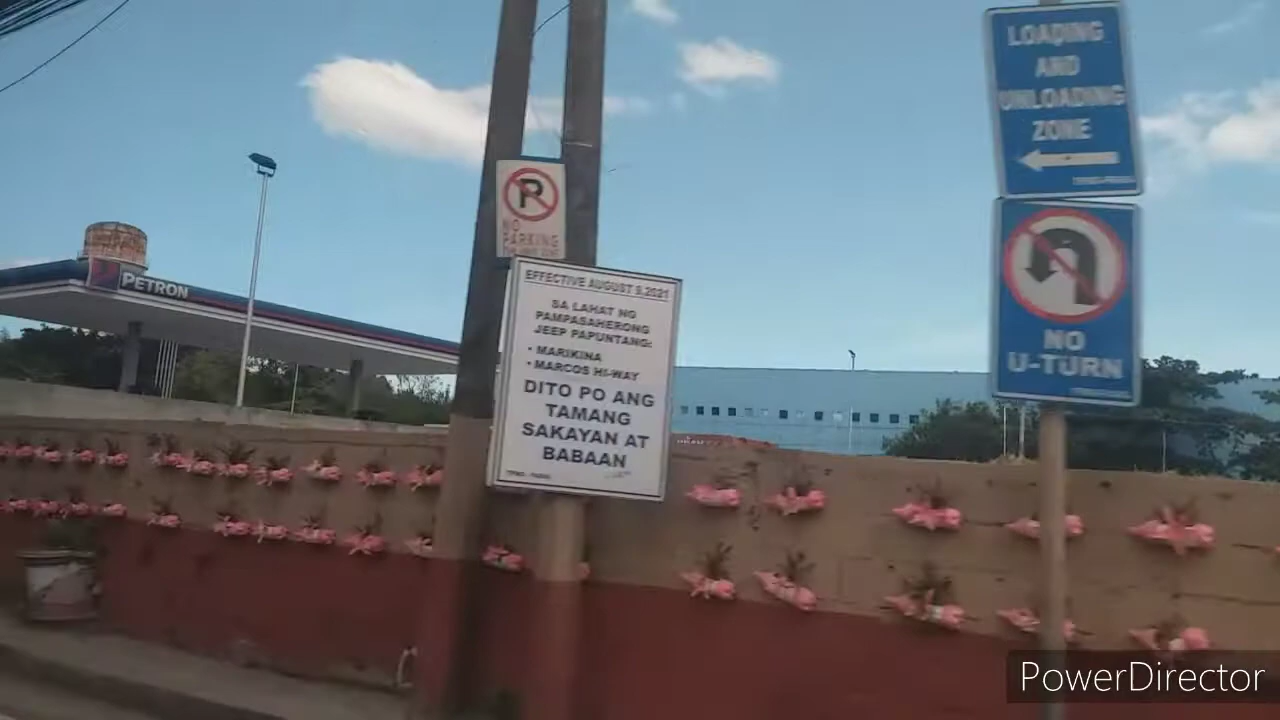 PETRON
P
NO
PARKING
EFFECTIVE AUGUST 9,2021
SA LAHAT NG
PAMPASAHERONG
JEEP PAPUNTANG:
• MARIKINA
• MARCOS HI-WAY
DITO PO ANG
TAMANG
SAKAYAN AT
BABAAN
LOADING
AND
UNLOADING
ZONE
NO
U-TURN
PowerDirector